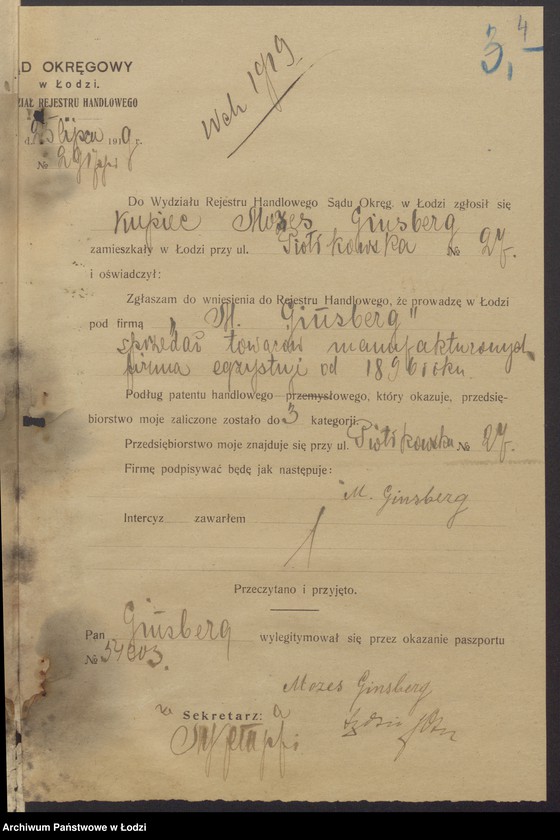 3, 4
Wch 1919
ĄD OKRĘGOWY
w Łodzi.
ZIAŁ REJESTRU HANDLOWEGO
d. lipca 1919 r.
№
Do Wydziału Rejestru Handlowego Sądu Okręg. w Łodzi zgłosił się
Kupiec Mozes Ginsberg
zamieszkały w Łodzi przy ul. Piotrkowska № 27.
i oświadczył:
Zgłaszam do wniesienia do Rejestru Handlowego, że prowadzę w Łodzi
pod firmą „M. Ginsberg"
sprzedaż towarów manufakturowych
firma egzystuje od 1896 roku.
Podług patentu handlowego przemysłowego, który okazuje, przedsię-
biorstwo moje zaliczone zostało do 3 kategorji.
Przedsiębiorstwo moje znajduje się przy ul. Piotrkowska № 27.
Firmę podpisywać będę jak następuje:
M. Ginsberg
Intercyz zawarłem
Przeczytano i przyjęto.
Pan Ginsberg wylegitymował się przez okazanie paszportu
№ 54803.
Mozes Ginsberg
za Sekretarz:
Archiwum Państwowe w Łodzi